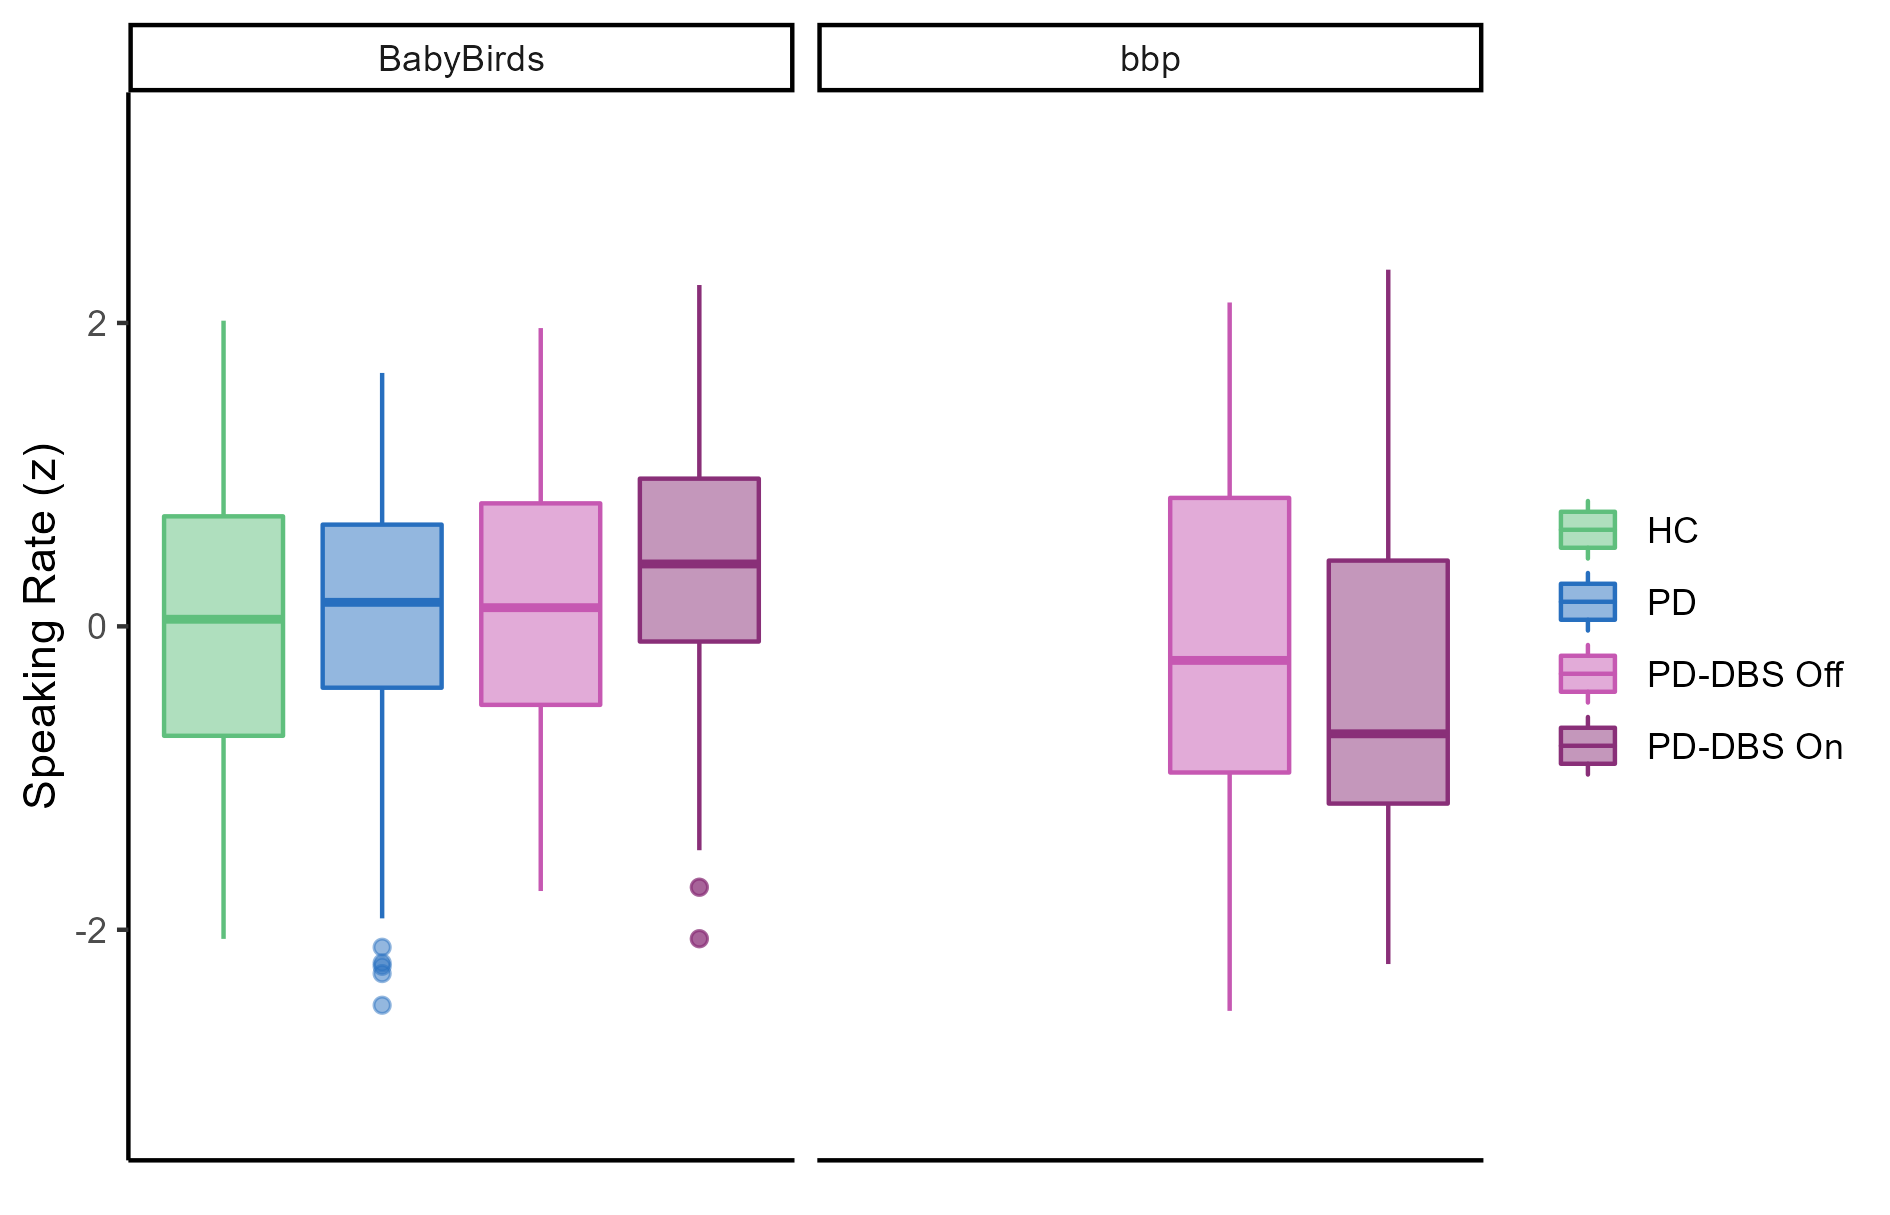 BabyBirds
bbp
Speaking Rate (z)
2
0
-2
HC
PD
PD-DBS Off
PD-DBS On